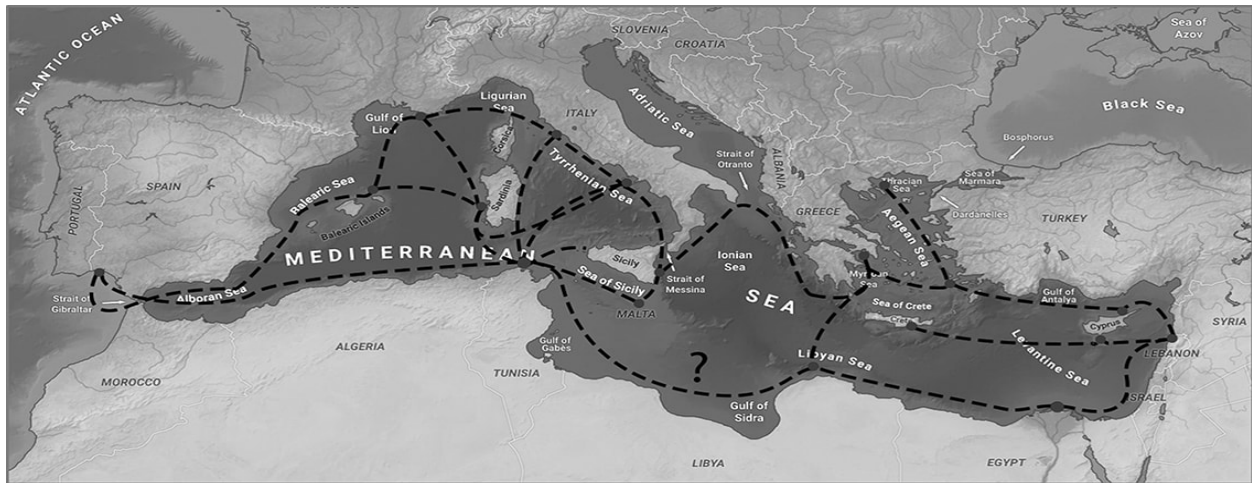 ATLANTIC OCEAN
SLOVENIA
CROATIA
Sea of
Azov
Ligurian
Sea
Gulf of
Lion
ITALY
Adriatic Sea
Black Sea
Bosphorus
Corsica
Strait of
Otranto
ALBANIA
Tyrrhenian Sea
Thracian
Sea
Sea of
Marmara
SPAIN
PORTUGAL
Balearic Sea
Balearic Islands
Sardinia
GREECE
Dardanelles
Aegean Sea
TURKEY
MEDITERRANEAN
SEA
Sicily
Ionian
Sea
Strait of
Messina
Sea of Sicily
MALTA
Strait of
Gibraltar
Alboran Sea
Sea
Sea of Crete
Gulf of
Antalya
Cyprus
SYRIA
LEBANON
Levantine Sea
Libyan Sea
ISRAEL
ALGERIA
Gulf of
Gabès
TUNISIA
MOROCCO
?
Gulf of
Sidra
LIBYA
EGYPT